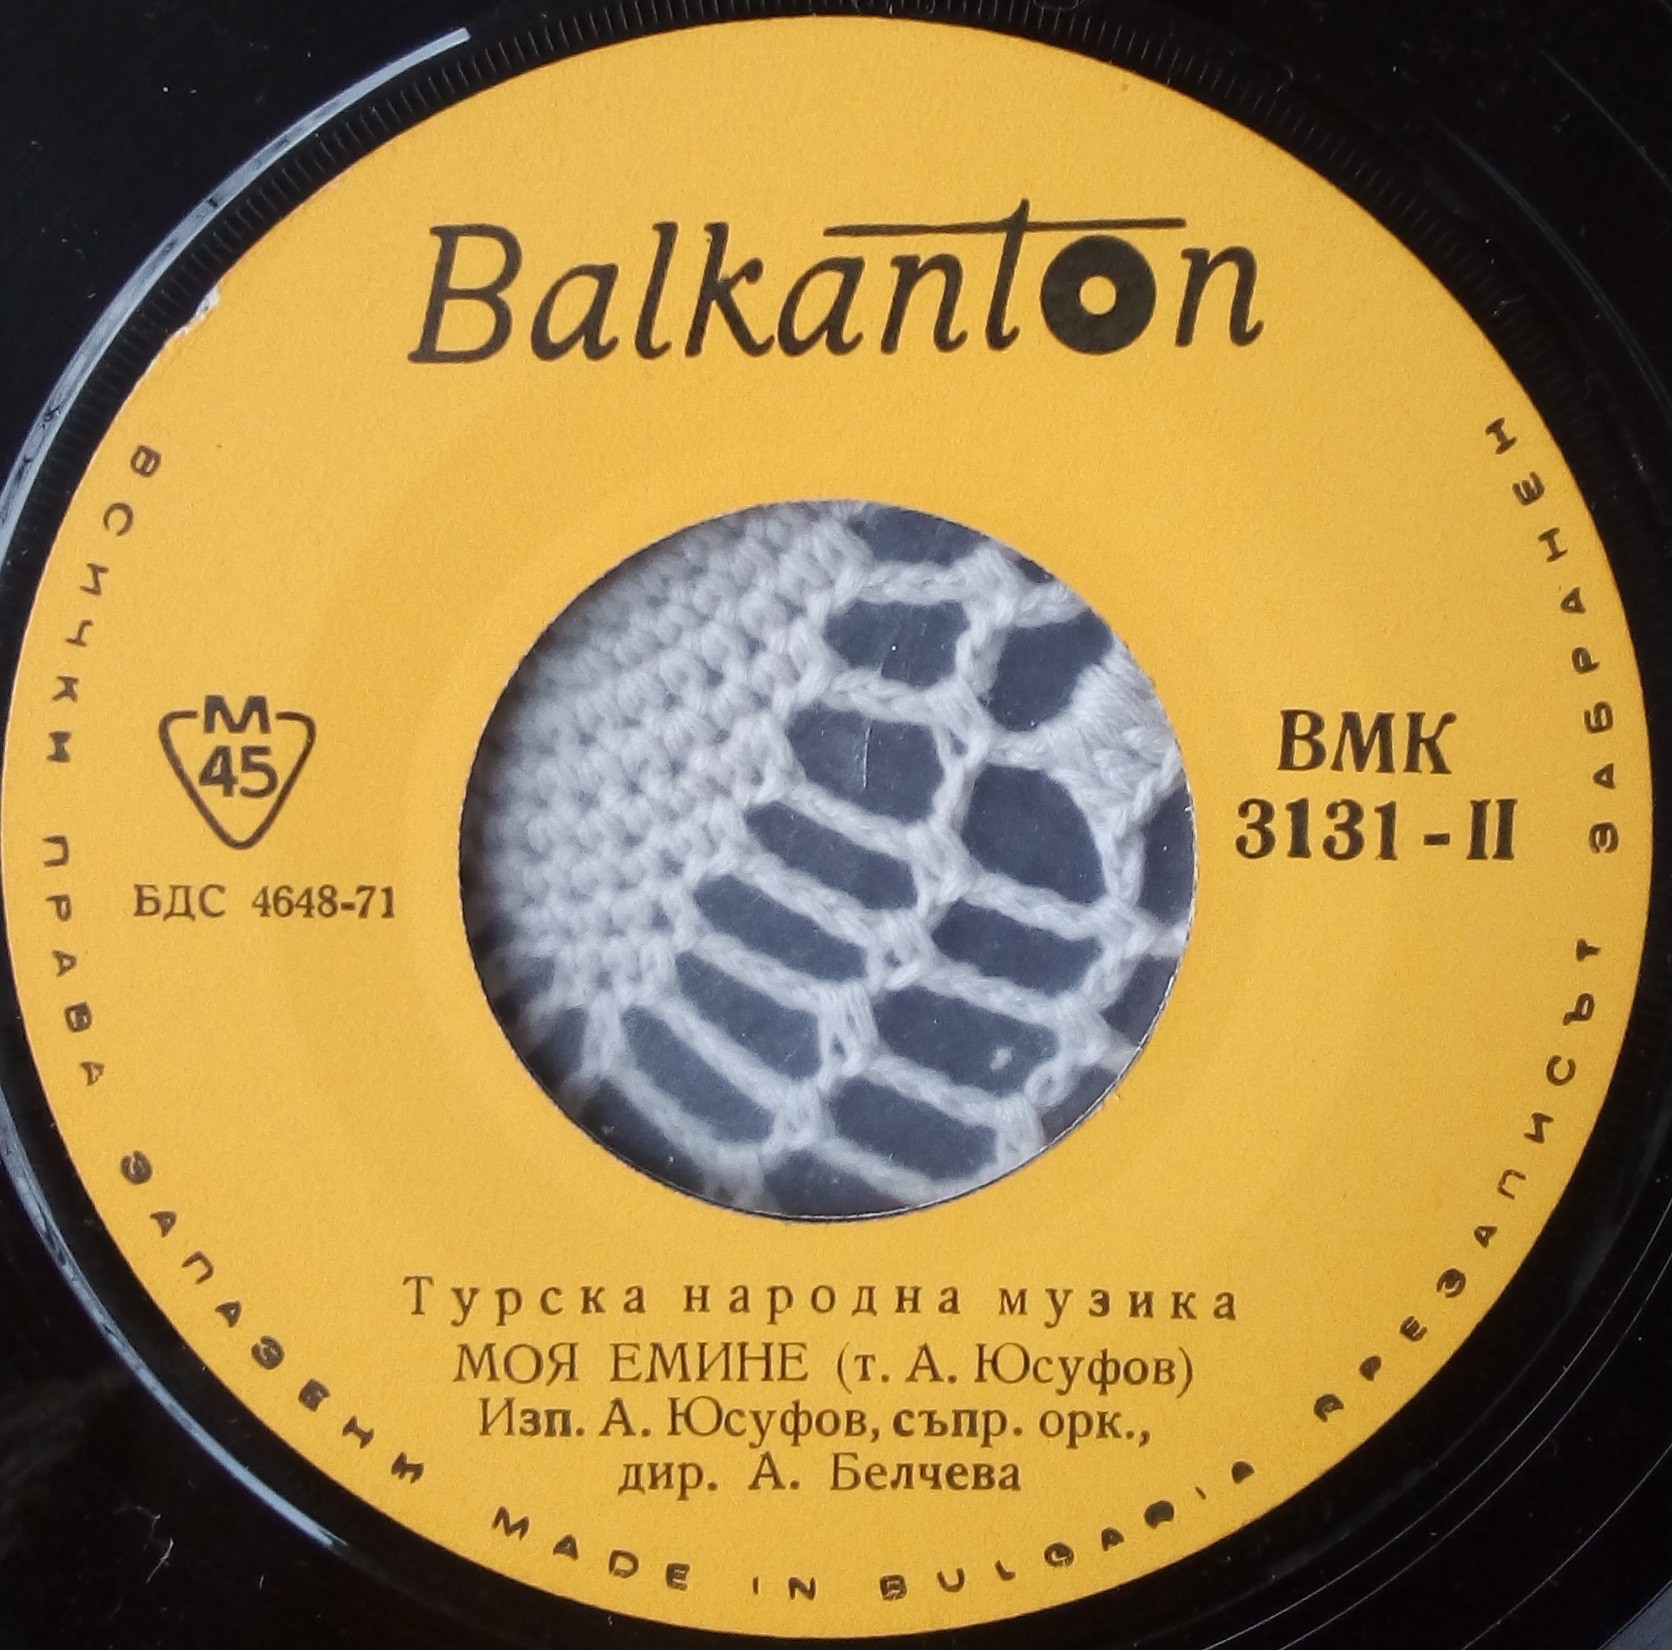 Balkanton
М
45
БДС 4648-71
ВМК
3131 - II
Турска народна музика
МОЯ ЕМИНЕ (т. А. Юсуфов)
Изп. А. Юсуфов, съпр. орк.,
дир. А. Белчева
ВСИЧКИ ПРАВА ЗАПАЗЕНИ MADE IN BULGARIA ПРЕЗАПИСЪТ ЗАБРАНЕН